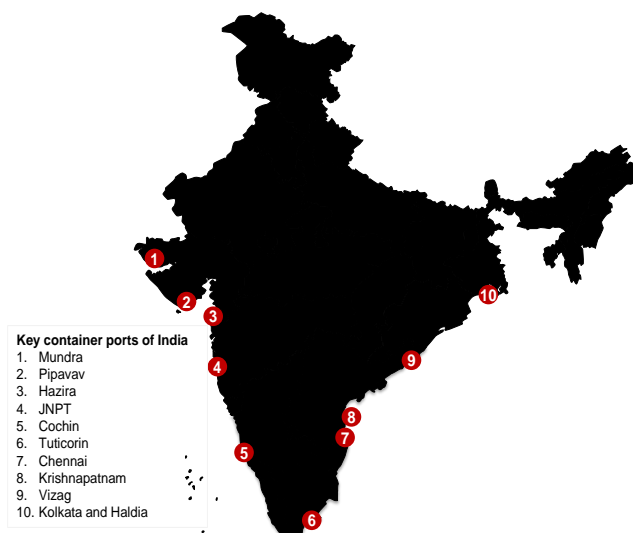 1
2
3
10
4
9
8
7
5
6
Key container ports of India
1. Mundra
2. Pipavav
3. Hazira
4. JNPT
5. Cochin
6. Tuticorin
7. Chennai
8. Krishnapatnam
9. Vizag
10. Kolkata and Haldia